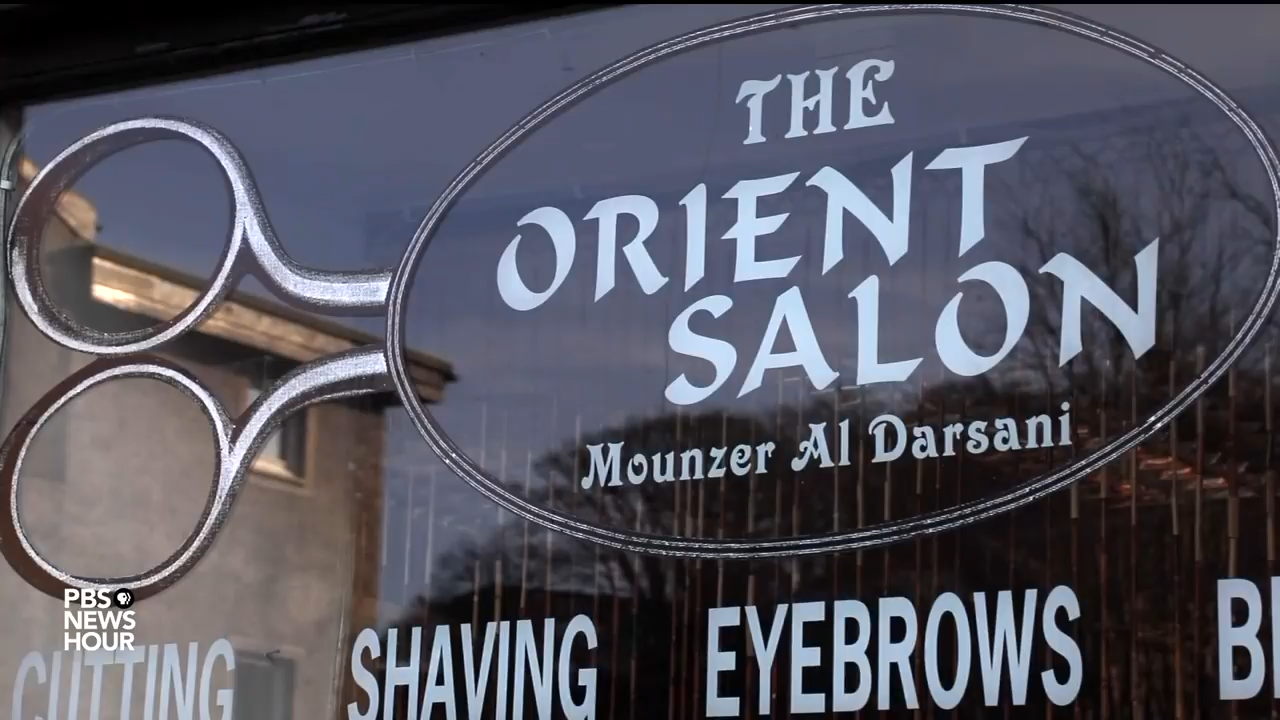 THE
ORIENT
SALON
Mounzer Al Darsani
CUTTING
SHAVING
EYEBROWS
PBS
NEWS
HOUR